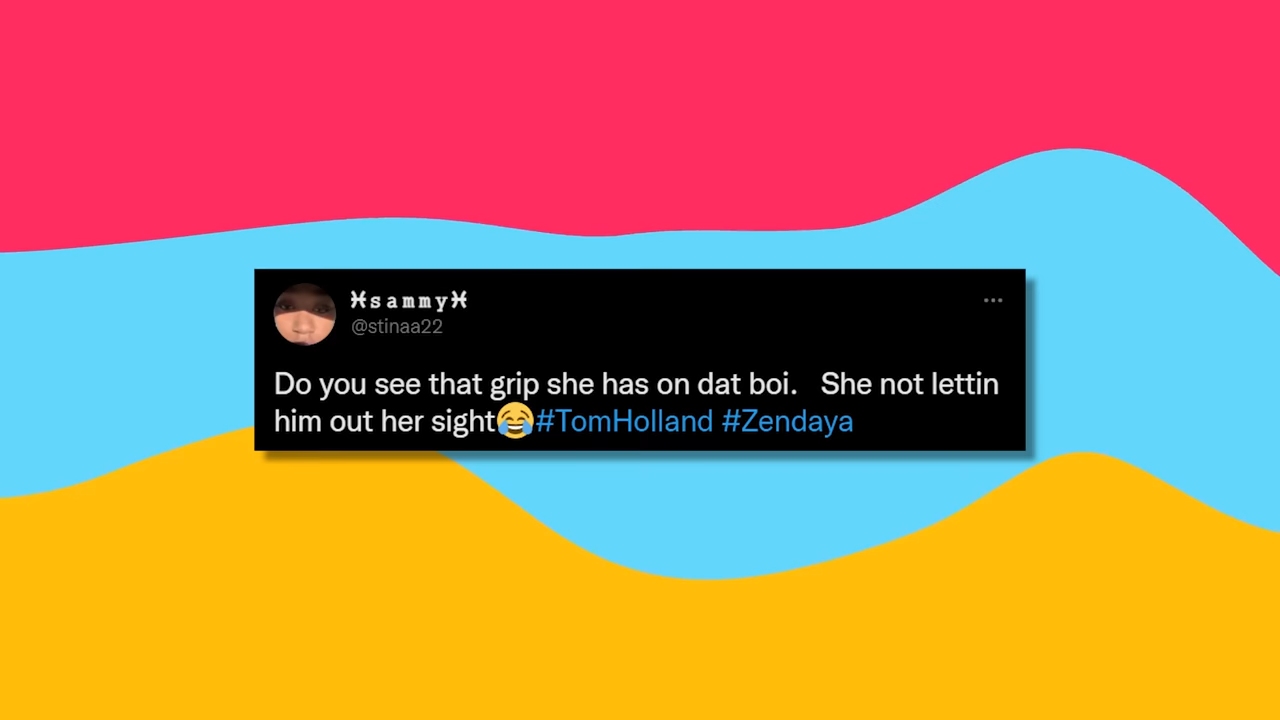 ♓︎s a m m y♓︎
@stinaa22
Do you see that grip she has on dat boi.   She not lettin
him out her sight😂#TomHolland #Zendaya